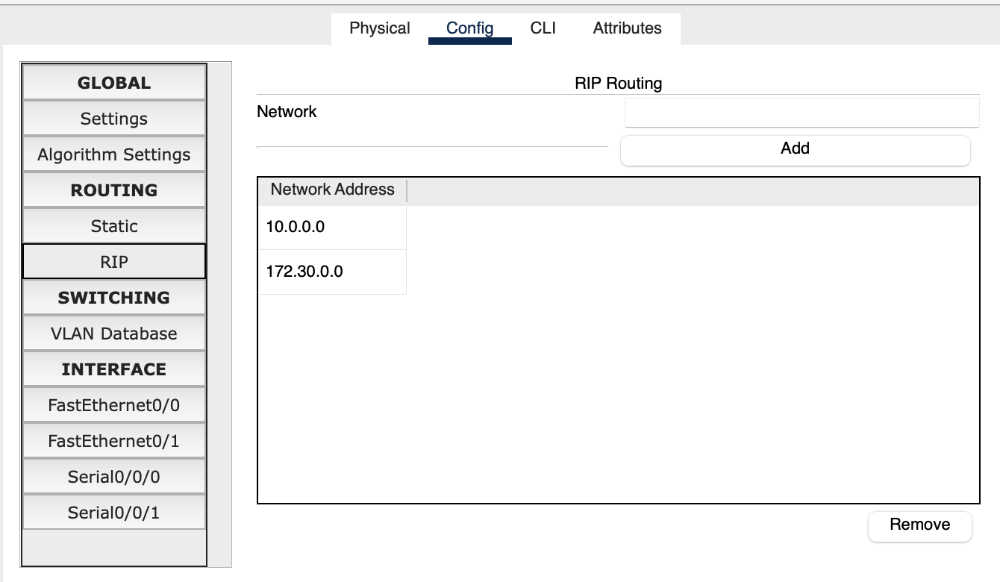 Physical Config CLI Attributes
GLOBAL
Settings
Algorithm Settings
ROUTING
Static
RIP
SWITCHING
VLAN Database
INTERFACE
FastEthernet0/0
FastEthernet0/1
Serial0/0/0
Serial0/0/1
RIP Routing
Network
Add
Network Address
10.0.0.0
172.30.0.0
Remove